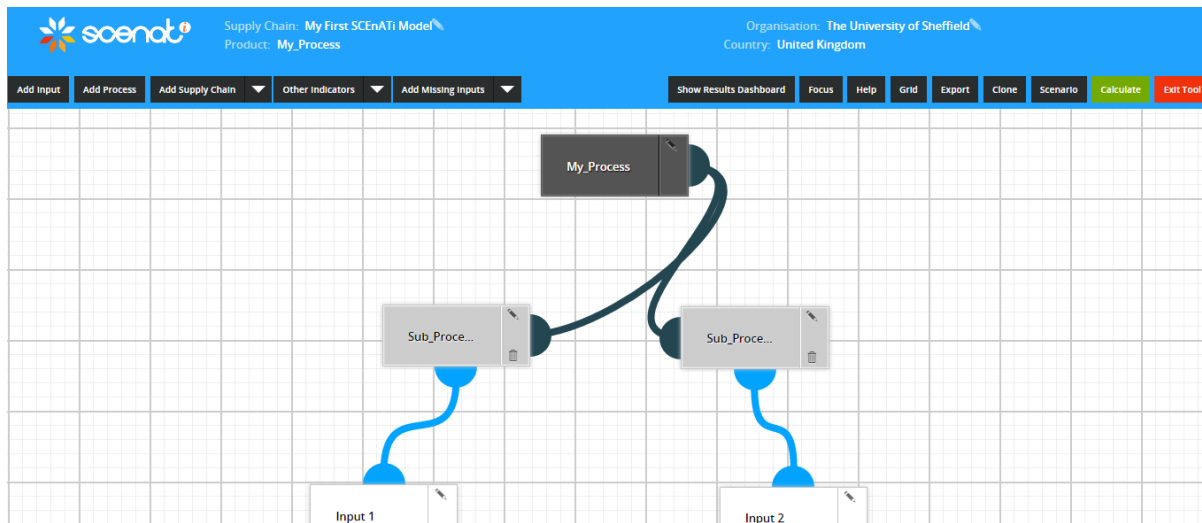 scenat i
Supply Chain: My First SCEnATi Model
Product: My_Process
Organisation: The University of Sheffield
Country: United Kingdom
Add Input Add Process Add Supply Chain Other Indicators Add Missing Inputs Show Results Dashboard Focus Help Grid Export Clone Scenario Calculate Exit Tool
My_Process
Sub_Proce... Sub_Proce...
Input 1 Input 2